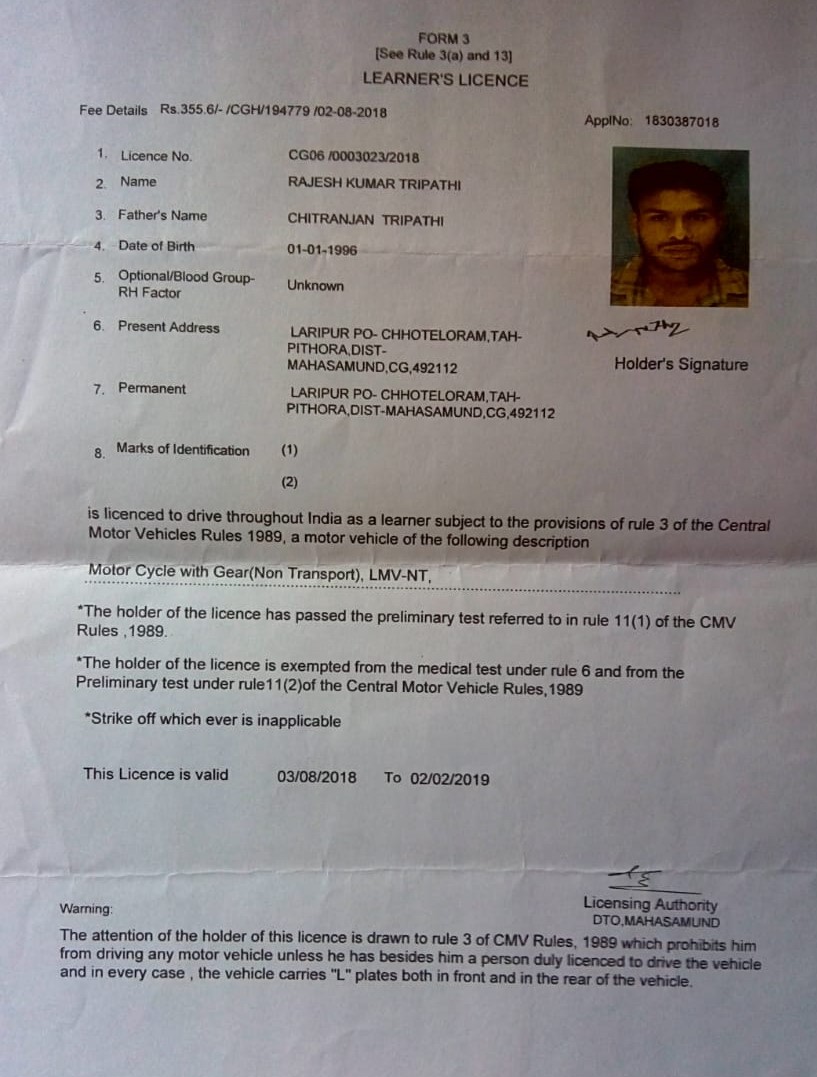 FORM 3
[See Rule 3(a) and 13]
LEARNER'S LICENCE
Fee Details Rs.355.6/- /CGH/194779 /02-08-2018
ApplNo: 1830387018
1. Licence No. CG06 /0003023/2018
2. Name RAJESH KUMAR TRIPATHI
3. Father's Name CHITRANJAN TRIPATHI
4. Date of Birth 01-01-1996
5. Optional/Blood Group- Unknown
RH Factor
6. Present Address LARIPUR PO- CHHOTELORAM,TAH-
PITHORA,DIST-
MAHASAMUND,CG,492112
Holder's Signature
7. Permanent LARIPUR PO- CHHOTELORAM,TAH-
PITHORA,DIST-MAHASAMUND,CG,492112
8. Marks of Identification (1)
(2)
is licenced to drive throughout India as a learner subject to the provisions of rule 3 of the Central
Motor Vehicles Rules 1989, a motor vehicle of the following description
Motor Cycle with Gear(Non Transport), LMV-NT,
*The holder of the licence has passed the preliminary test referred to in rule 11(1) of the CMV
Rules ,1989.
*The holder of the licence is exempted from the medical test under rule 6 and from the
Preliminary test under rule11(2)of the Central Motor Vehicle Rules,1989
*Strike off which ever is inapplicable
This Licence is valid 03/08/2018 To 02/02/2019
Licensing Authority
DTO,MAHASAMUND
Warning:
The attention of the holder of this licence is drawn to rule 3 of CMV Rules, 1989 which prohibits him
from driving any motor vehicle unless he has besides him a person duly licenced to drive the vehicle
and in every case , the vehicle carries "L" plates both in front and in the rear of the vehicle.